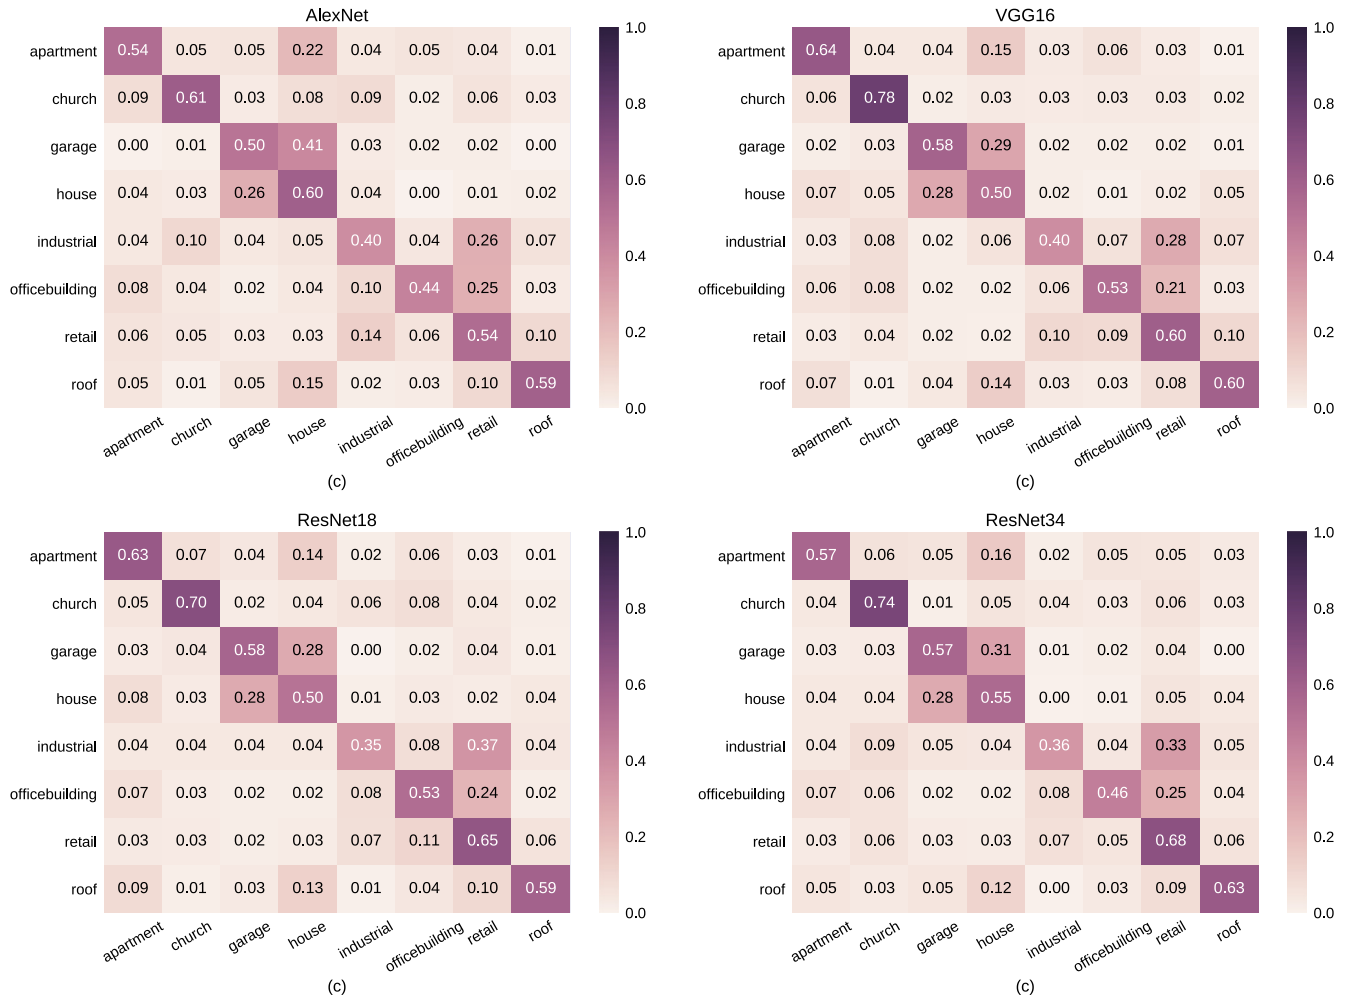 AlexNet
apartment 0.54 0.05 0.05 0.22 0.04 0.05 0.04 0.01
church 0.09 0.61 0.03 0.08 0.09 0.02 0.06 0.03
garage 0.00 0.01 0.50 0.41 0.03 0.02 0.02 0.00
house 0.04 0.03 0.26 0.60 0.04 0.00 0.01 0.02
industrial 0.04 0.10 0.04 0.05 0.40 0.04 0.26 0.07
officebuilding 0.08 0.04 0.02 0.04 0.10 0.44 0.25 0.03
retail 0.06 0.05 0.03 0.03 0.14 0.06 0.54 0.10
roof 0.05 0.01 0.05 0.15 0.02 0.03 0.10 0.59
apartment church garage house industrial officebuilding retail roof
1.0
0.8
0.6
0.4
0.2
0.0
(c)
VGG16
apartment 0.64 0.04 0.04 0.15 0.03 0.06 0.03 0.01
church 0.06 0.78 0.02 0.03 0.03 0.03 0.03 0.02
garage 0.02 0.03 0.58 0.29 0.02 0.02 0.02 0.01
house 0.07 0.05 0.28 0.50 0.02 0.01 0.02 0.05
industrial 0.03 0.08 0.02 0.06 0.40 0.07 0.28 0.07
officebuilding 0.06 0.08 0.02 0.02 0.06 0.53 0.21 0.03
retail 0.03 0.04 0.02 0.02 0.10 0.09 0.60 0.10
roof 0.07 0.01 0.04 0.14 0.03 0.03 0.08 0.60
apartment church garage house industrial officebuilding retail roof
1.0
0.8
0.6
0.4
0.2
0.0
(c)
ResNet18
apartment 0.63 0.07 0.04 0.14 0.02 0.06 0.03 0.01
church 0.05 0.70 0.02 0.04 0.06 0.08 0.04 0.02
garage 0.03 0.04 0.58 0.28 0.00 0.02 0.04 0.01
house 0.08 0.03 0.28 0.50 0.01 0.03 0.02 0.04
industrial 0.04 0.04 0.04 0.04 0.35 0.08 0.37 0.04
officebuilding 0.07 0.03 0.02 0.02 0.08 0.53 0.24 0.02
retail 0.03 0.03 0.02 0.03 0.07 0.11 0.65 0.06
roof 0.09 0.01 0.03 0.13 0.01 0.04 0.10 0.59
apartment church garage house industrial officebuilding retail roof
1.0
0.8
0.6
0.4
0.2
0.0
(c)
ResNet34
apartment 0.57 0.06 0.05 0.16 0.02 0.05 0.05 0.03
church 0.04 0.74 0.01 0.05 0.04 0.03 0.06 0.03
garage 0.03 0.03 0.57 0.31 0.01 0.02 0.04 0.00
house 0.04 0.04 0.28 0.55 0.00 0.01 0.05 0.04
industrial 0.04 0.09 0.05 0.04 0.36 0.04 0.33 0.05
officebuilding 0.07 0.06 0.02 0.02 0.08 0.46 0.25 0.04
retail 0.03 0.06 0.03 0.03 0.07 0.05 0.68 0.06
roof 0.05 0.03 0.05 0.12 0.00 0.03 0.09 0.63
apartment church garage house industrial officebuilding retail roof
1.0
0.8
0.6
0.4
0.2
0.0
(c)